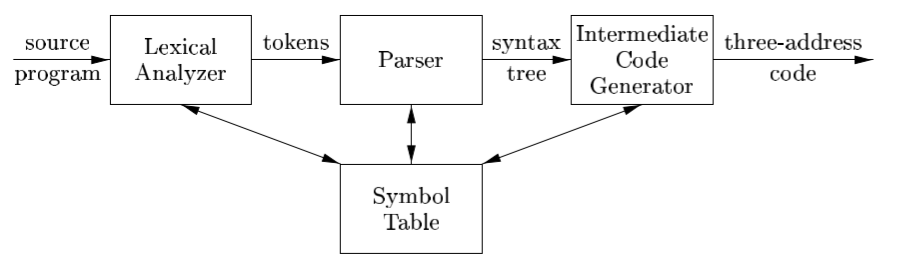 source
program
Lexical
Analyzer
tokens
Parser
syntax
tree
Intermediate
Code
Generator
three-address
code
Symbol
Table